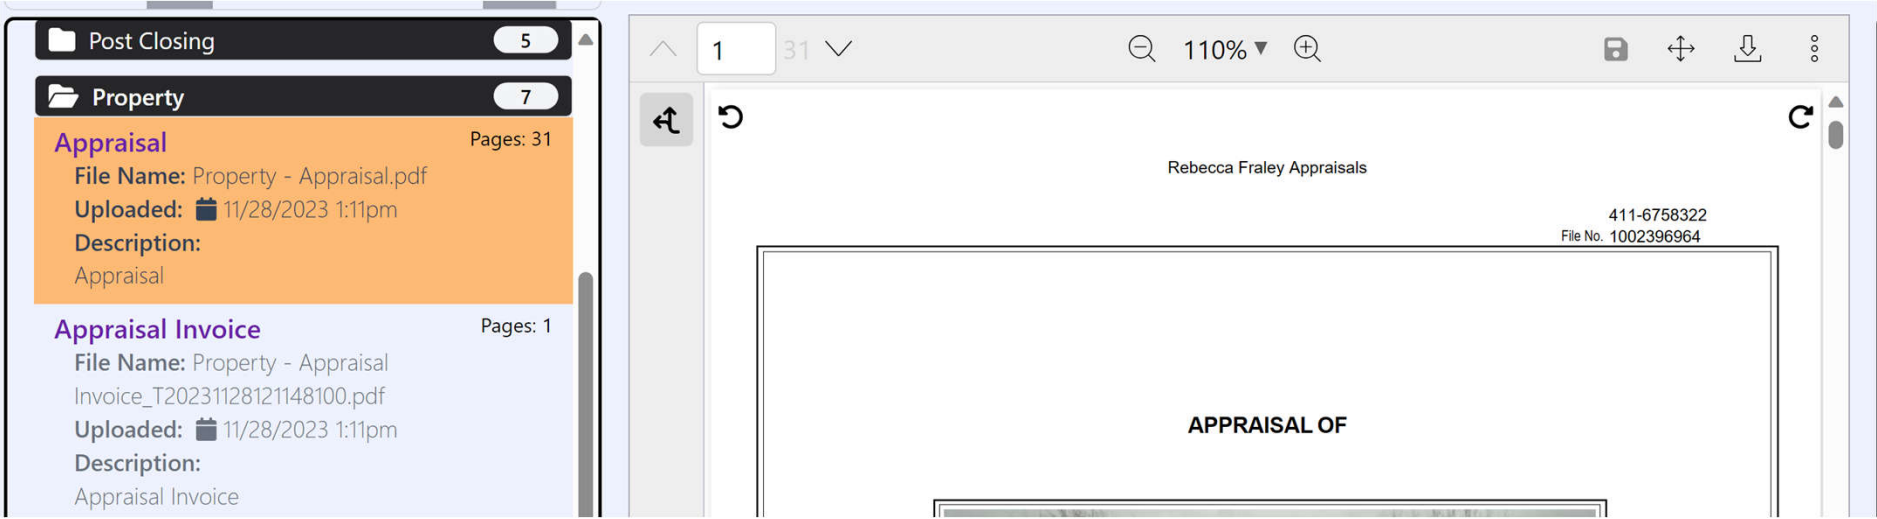 Post Closing 5
Property 7
Appraisal Pages: 31
File Name: Property - Appraisal.pdf
Uploaded: 11/28/2023 1:11pm
Description:
Appraisal
Appraisal Invoice Pages: 1
File Name: Property - Appraisal
Invoice_T20231128121148100.pdf
Uploaded: 11/28/2023 1:11pm
Description:
Appraisal Invoice
1 31 110%
Rebecca Fraley Appraisals
411-6758322
File No. 1002396964
APPRAISAL OF